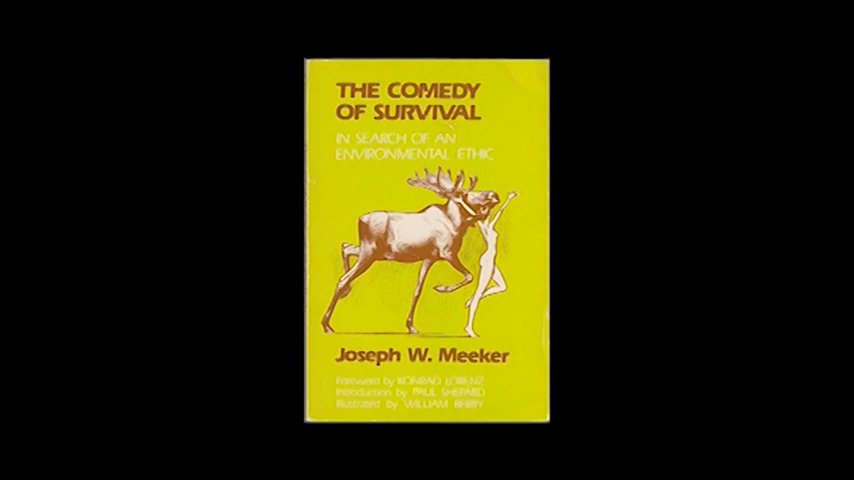 THE COMEDY
OF SURVIVAL
IN SEARCH OF AN
ENVIRONMENTAL ETHIC
Joseph W. Meeker
Foreword by KONRAD LORENZ
Introduction by PAUL SHEPARD
Illustrated by WILLIAM BERRY